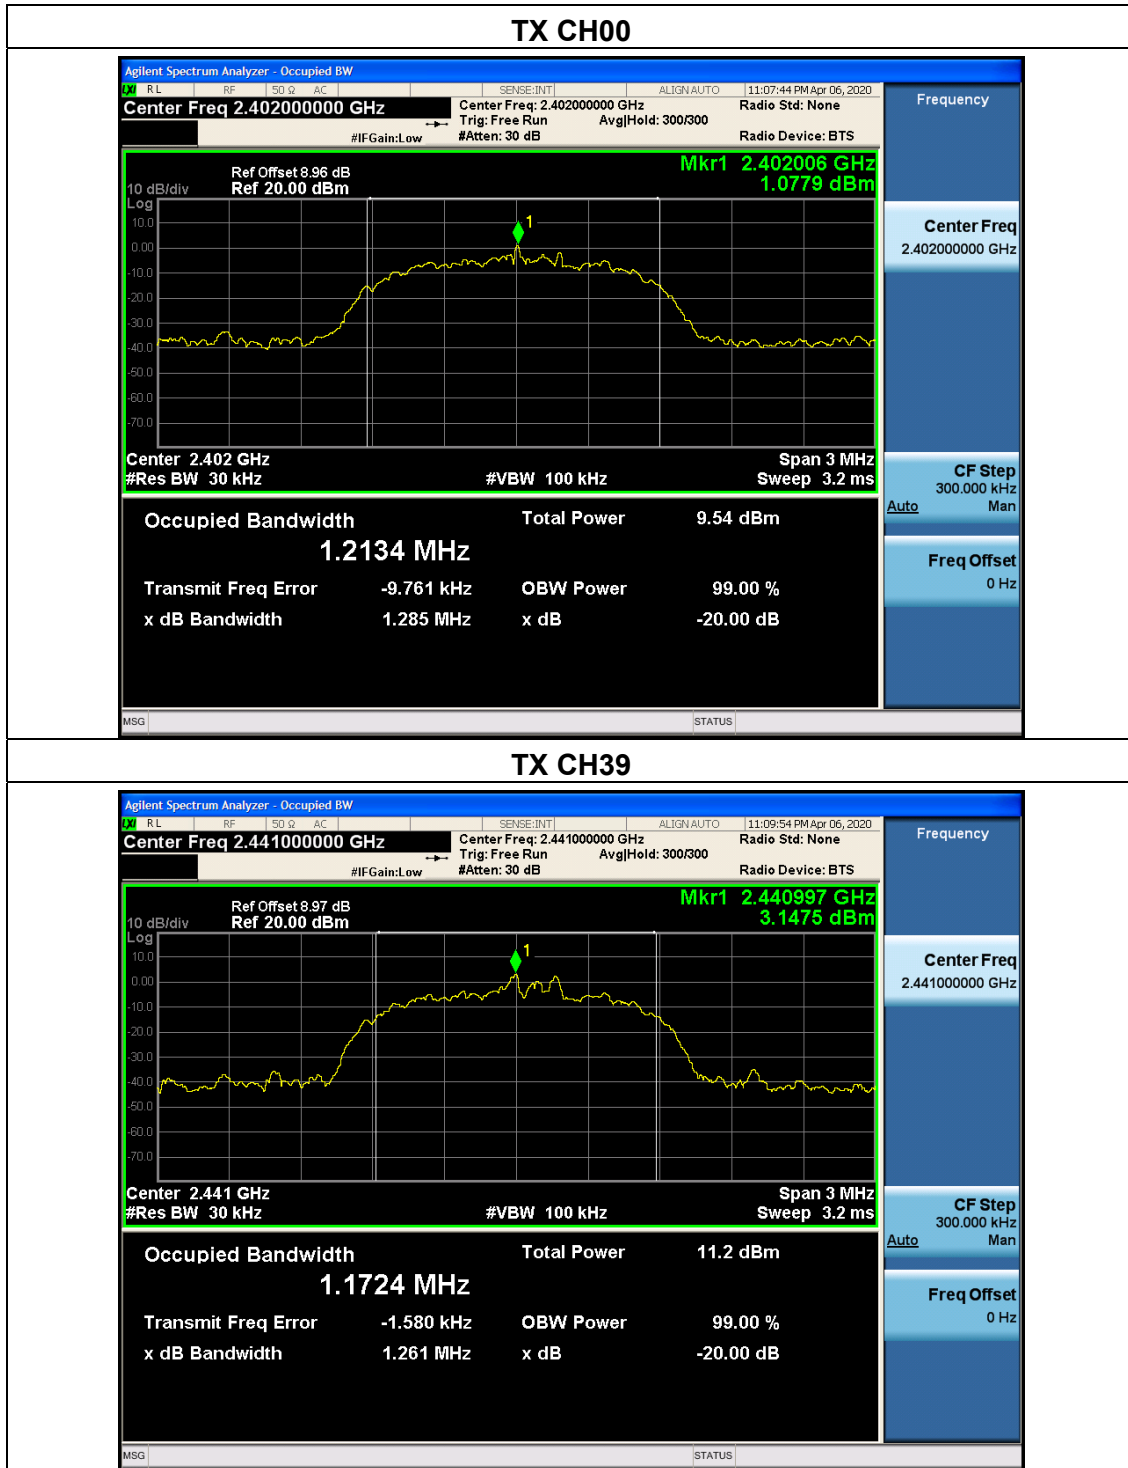 TX CH00
Agilent Spectrum Analyzer - Occupied BW
LXI RL RF 50 Ω AC SENSE:INT ALIGN AUTO 11:07:44 PM Apr 06, 2020
Center Freq 2.402000000 GHz Center Freq: 2.402000000 GHz Radio Std: None
Trig: Free Run Avg|Hold: 300/300
#IFGain:Low #Atten: 30 dB Radio Device: BTS
Frequency
Mkr1 2.402006 GHz
1.0779 dBm
Ref Offset 8.96 dB
10 dB/div Ref 20.00 dBm
Log
10.0
0.00
-10.0
-20.0
-30.0
-40.0
-50.0
-60.0
-70.0
1
Center 2.402 GHz Span 3 MHz
#Res BW 30 kHz #VBW 100 kHz Sweep 3.2 ms
Occupied Bandwidth Total Power 9.54 dBm
1.2134 MHz
Transmit Freq Error -9.761 kHz OBW Power 99.00 %
x dB Bandwidth 1.285 MHz x dB -20.00 dB
Center Freq
2.402000000 GHz
CF Step
300.000 kHz
Auto Man
Freq Offset
0 Hz
MSG STATUS
TX CH39
Agilent Spectrum Analyzer - Occupied BW
LXI RL RF 50 Ω AC SENSE:INT ALIGN AUTO 11:09:54 PM Apr 06, 2020
Center Freq 2.441000000 GHz Center Freq: 2.441000000 GHz Radio Std: None
Trig: Free Run Avg|Hold: 300/300
#IFGain:Low #Atten: 30 dB Radio Device: BTS
Frequency
Mkr1 2.440997 GHz
3.1475 dBm
Ref Offset 8.97 dB
10 dB/div Ref 20.00 dBm
Log
10.0
0.00
-10.0
-20.0
-30.0
-40.0
-50.0
-60.0
-70.0
1
Center 2.441 GHz Span 3 MHz
#Res BW 30 kHz #VBW 100 kHz Sweep 3.2 ms
Occupied Bandwidth Total Power 11.2 dBm
1.1724 MHz
Transmit Freq Error -1.580 kHz OBW Power 99.00 %
x dB Bandwidth 1.261 MHz x dB -20.00 dB
Center Freq
2.441000000 GHz
CF Step
300.000 kHz
Auto Man
Freq Offset
0 Hz
MSG STATUS